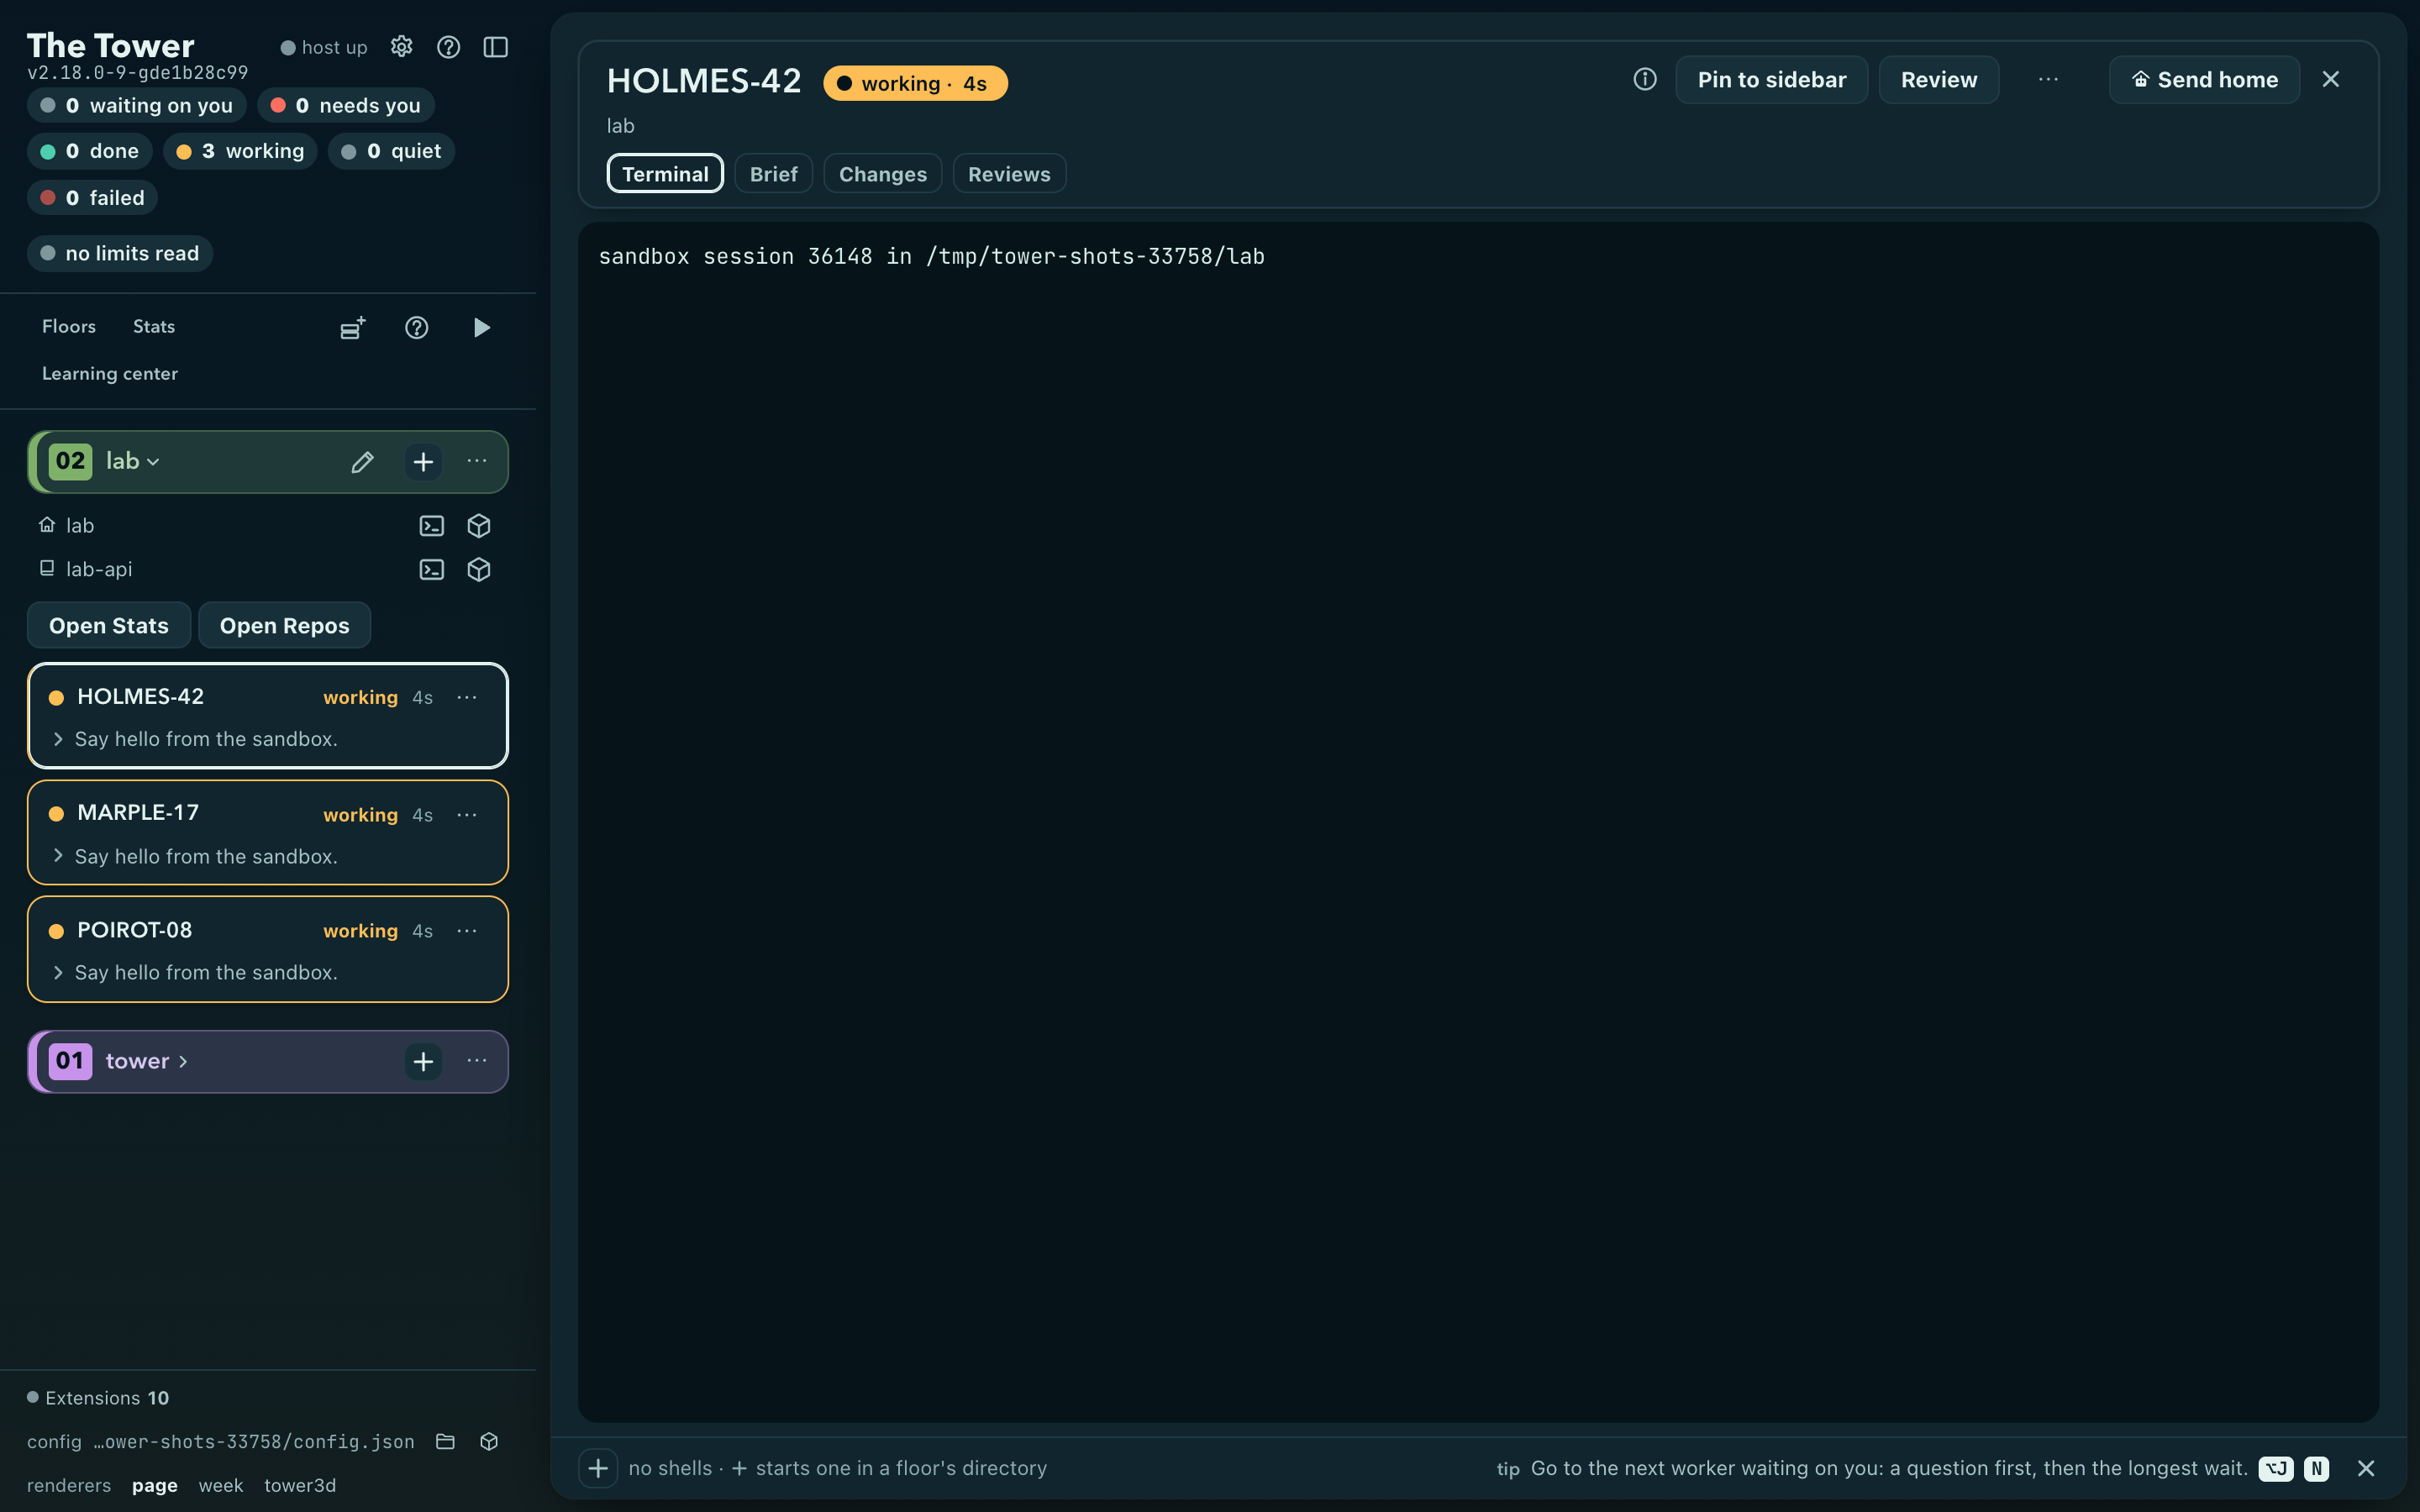 The Tower
host up
v2.18.0-9-gde1b28c99
0 waiting on you
0 needs you
0 done
3 working
0 quiet
0 failed
no limits read
Floors
Stats
Learning center
02 lab
lab
lab-api
Open Stats
Open Repos
HOLMES-42 working 4s ···
Say hello from the sandbox.
MARPLE-17 working 4s ···
Say hello from the sandbox.
POIROT-08 working 4s ···
Say hello from the sandbox.
01 tower
Extensions 10
config …ower-shots-33758/config.json
renderers page week tower3d
HOLMES-42
working · 4s
Pin to sidebar
Review
···
Send home
lab
Terminal
Brief
Changes
Reviews
sandbox session 36148 in /tmp/tower-shots-33758/lab
no shells · + starts one in a floor's directory
tip Go to the next worker waiting on you: a question first, then the longest wait. ⌥J N